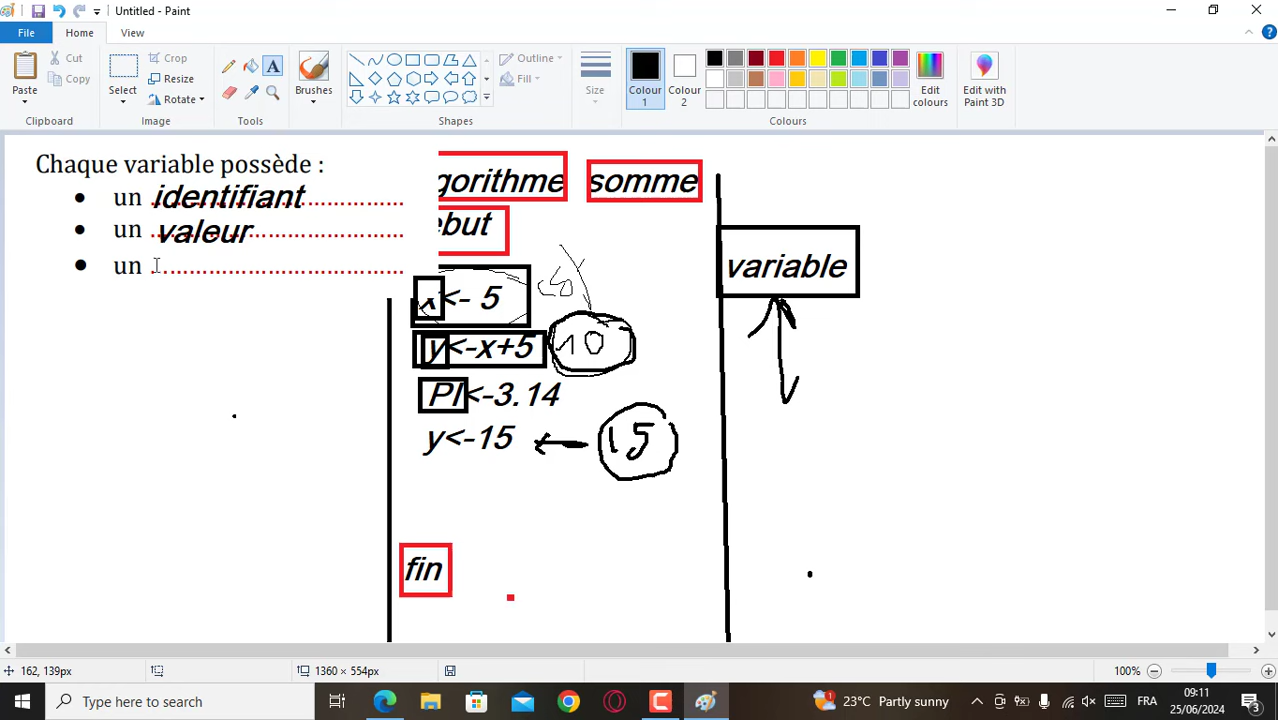 Untitled - Paint
File Home View
Paste Cut Copy Select Crop Resize Rotate Brushes Outline Fill Size Colour 1 Colour 2 Edit colours Edit with Paint 3D
Clipboard Image Tools Shapes Colours
Chaque variable possède :
• un identifiant
• un valeur
• un ........................................
gorithme somme
ebut
x<- 5
y<-x+5 10
PI<-3.14
y<-15 15
fin
variable
162, 139px 1360 × 554px 100%
Type here to search
23°C Partly sunny FRA 09:11 25/06/2024 3